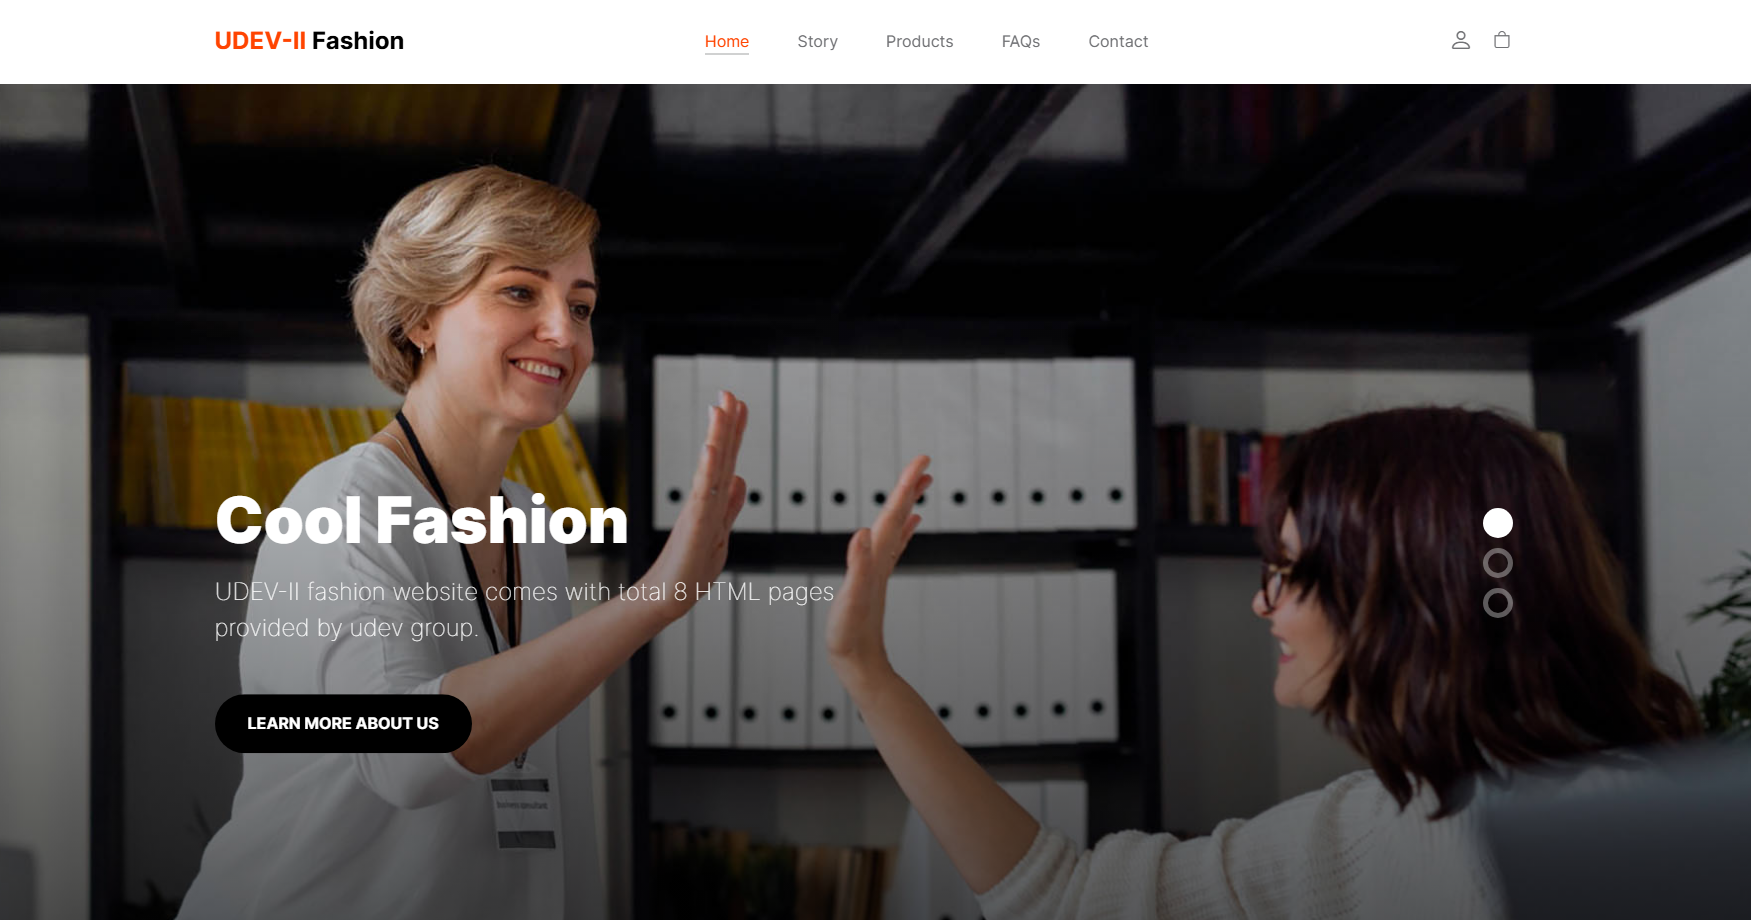 UDEV-II Fashion
Home
Story
Products
FAQs
Contact
Cool Fashion
UDEV-II fashion website comes with total 8 HTML pages
provided by udev group.
LEARN MORE ABOUT US